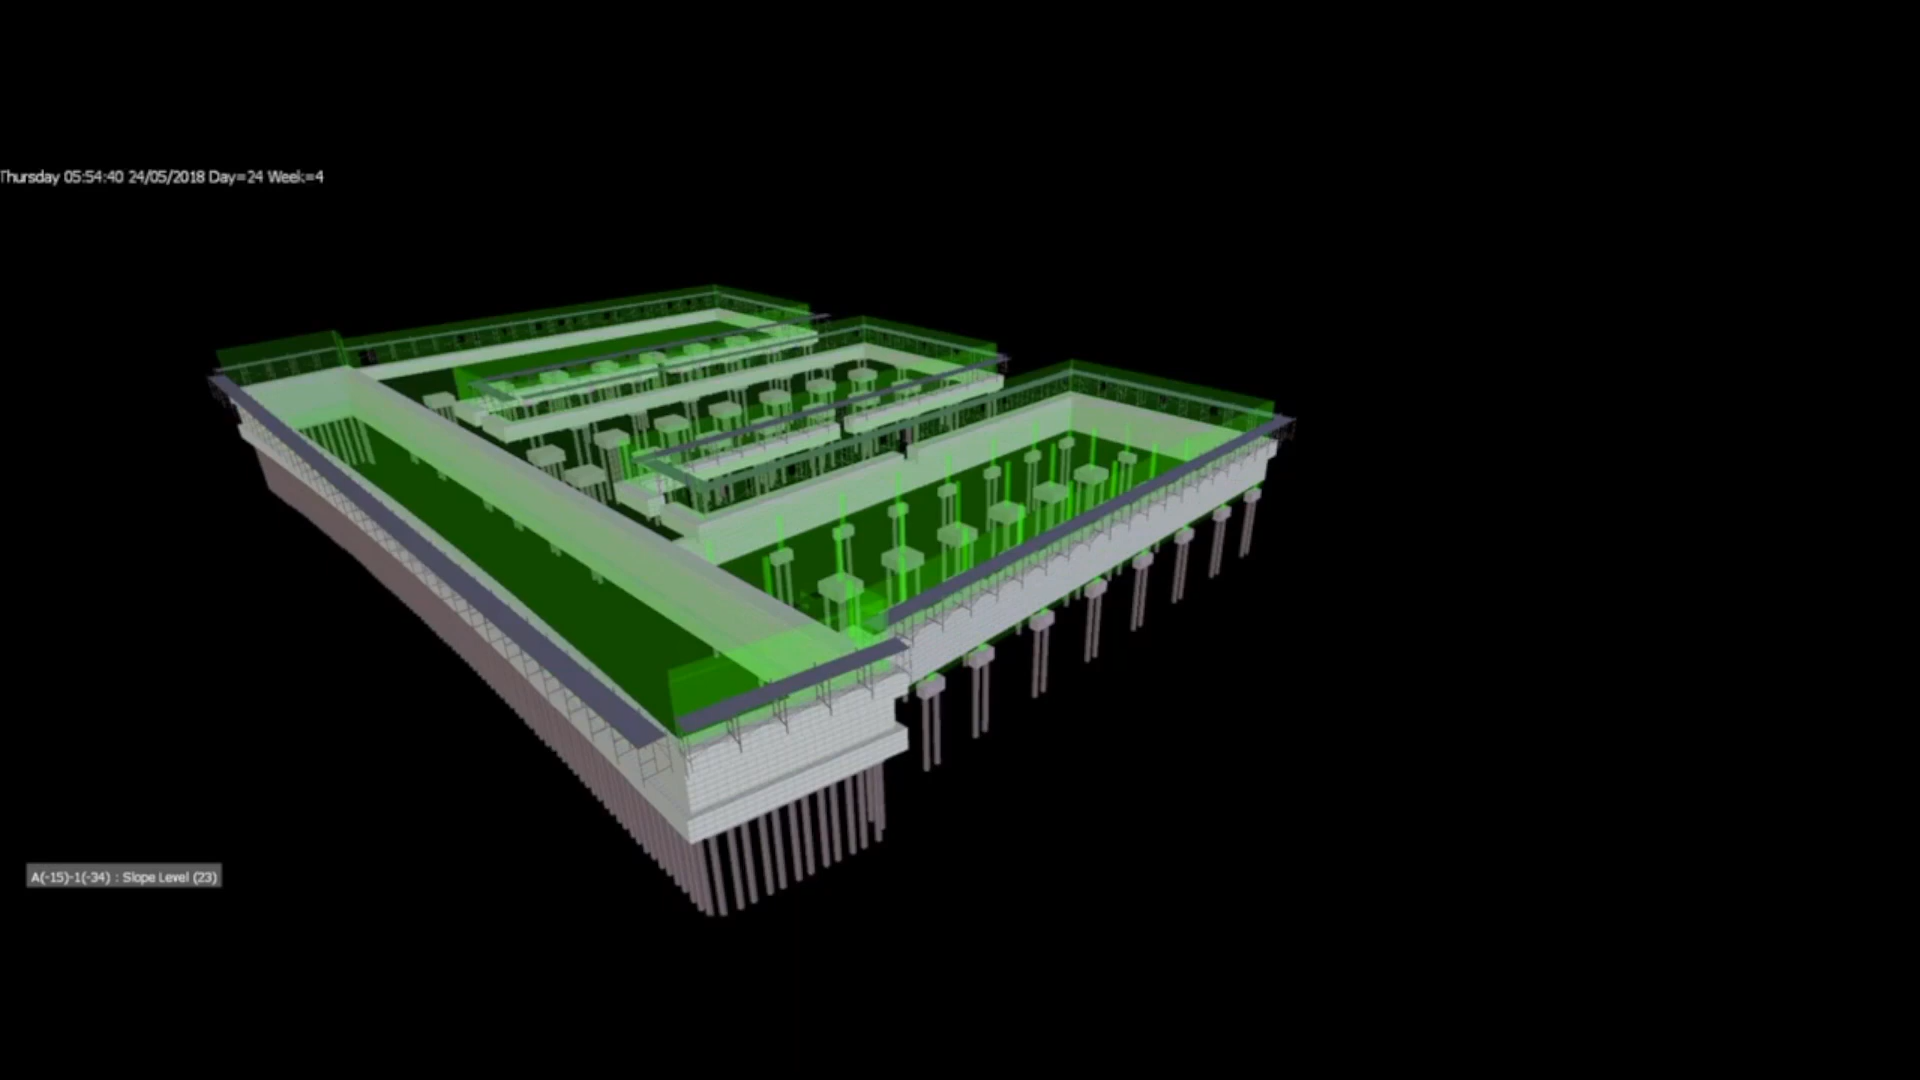 Thursday 05:54:40 24/05/2018 Day=24 Week=4
A(-15)-1(-34) : Slope Level (23)